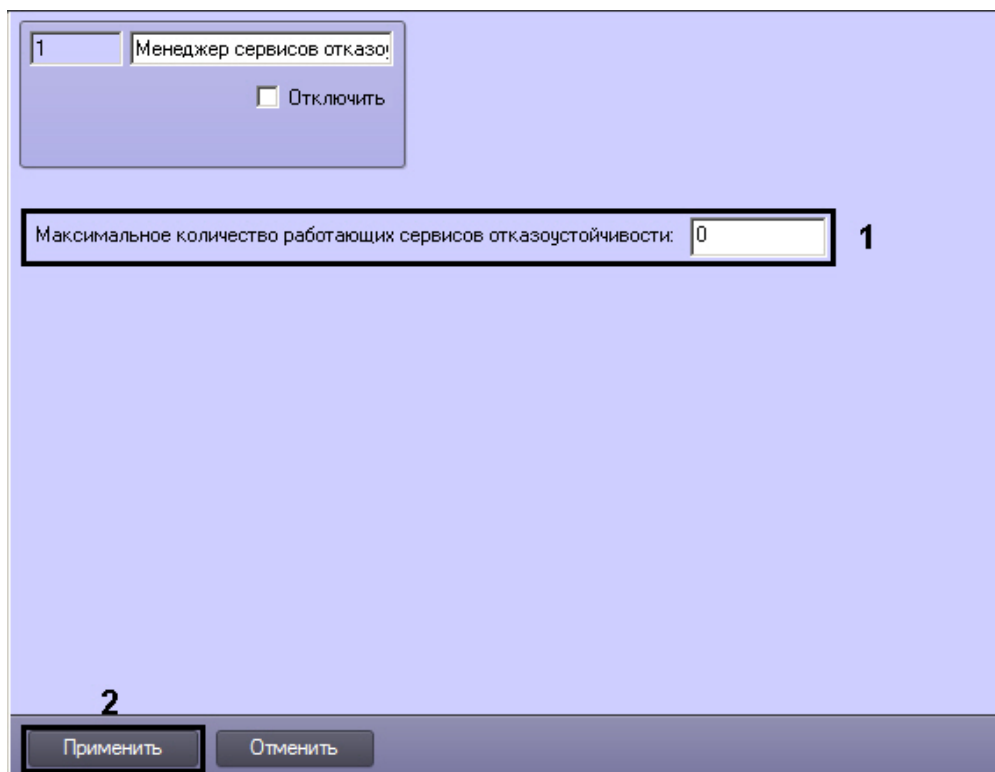 1 Менеджер сервисов отказо
Отключить
Максимальное количество работающих сервисов отказоустойчивости: 0 1
2
Применить Отменить